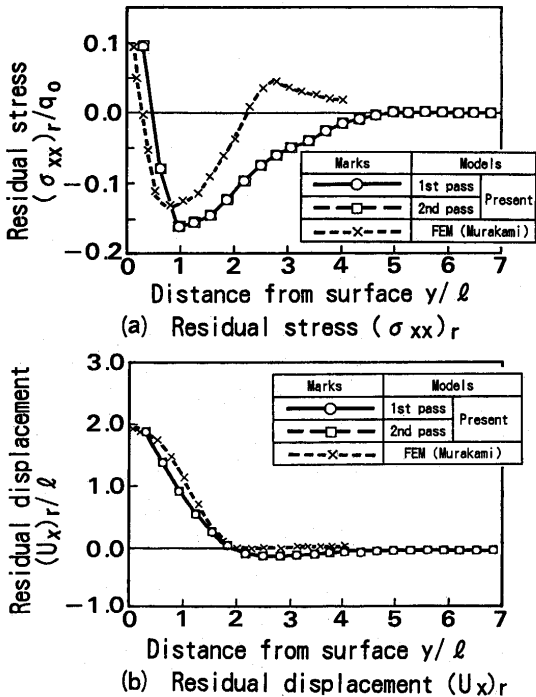 Residual stress
(σxx)r/q0
0.1
0.0
-0.1
-0.2
Marks Models
1st pass Present
2nd pass
FEM (Murakami)
0 1 2 3 4 5 6 7
Distance from surface y/ℓ
(a) Residual stress (σxx)r
Residual displacement
(Ux)r/ℓ
3.0
2.0
1.0
0.0
-1.0
Marks Models
1st pass Present
2nd pass
FEM (Murakami)
0 1 2 3 4 5 6 7
Distance from surface y/ℓ
(b) Residual displacement (Ux)r